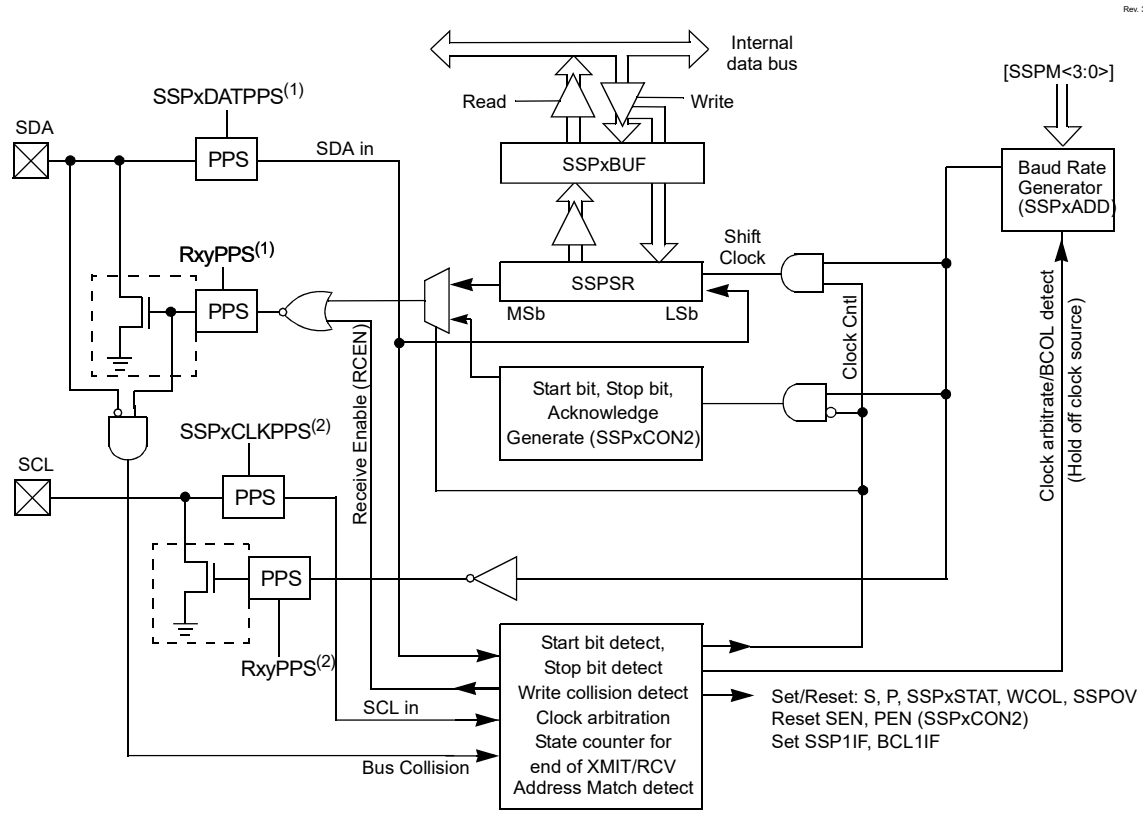 Rev. 
Internal
data bus
[SSPM<3:0>]
SSPxDATPPS(1)
Read
Write
SDA
PPS
SDA in
SSPxBUF
Baud Rate
Generator
(SSPxADD)
RxyPPS(1)
Shift
Clock
PPS
SSPSR
MSb
LSb
Clock Cntl
Receive Enable (RCEN)
Clock arbitrate/BCOL detect
(Hold off clock source)
Start bit, Stop bit,
Acknowledge
Generate (SSPxCON2)
SSPxCLKPPS(2)
SCL
PPS
PPS
RxyPPS(2)
Start bit detect,
Stop bit detect
Write collision detect
Clock arbitration
State counter for
end of XMIT/RCV
Address Match detect
SCL in
Bus Collision
Set/Reset: S, P, SSPxSTAT, WCOL, SSPOV
Reset SEN, PEN (SSPxCON2)
Set SSP1IF, BCL1IF